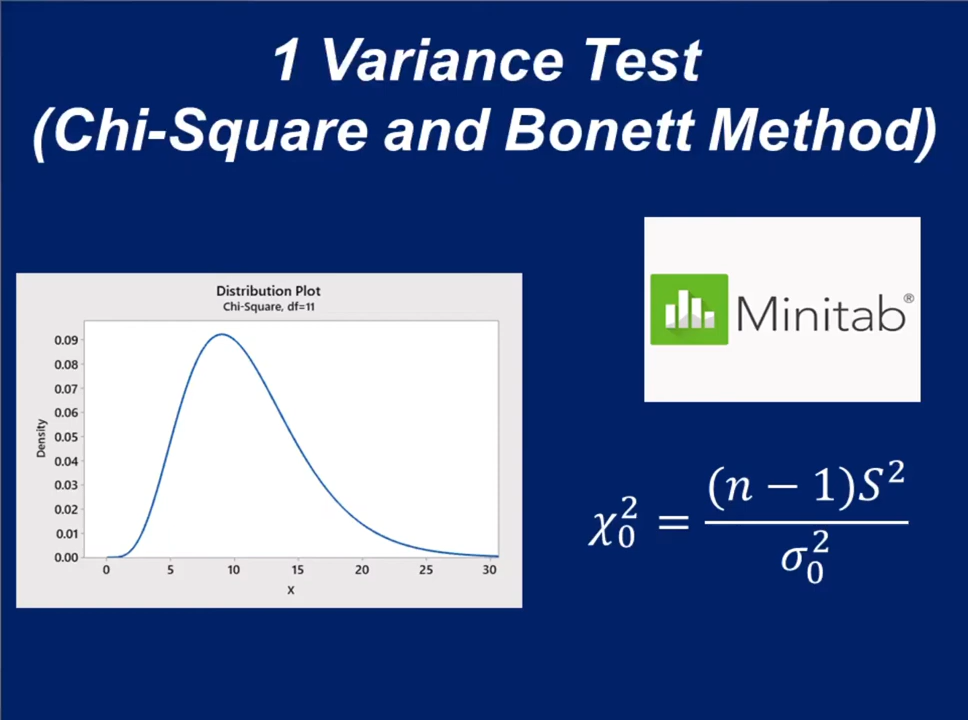 1 Variance Test
(Chi-Square and Bonett Method)
Distribution Plot
Chi-Square, df=11
0.09
0.08
0.07
0.06
0.05
0.04
0.03
0.02
0.01
0.00
Density
0 5 10 15 20 25 30
X
Minitab®
χ₀² = (n − 1)S² / σ₀²